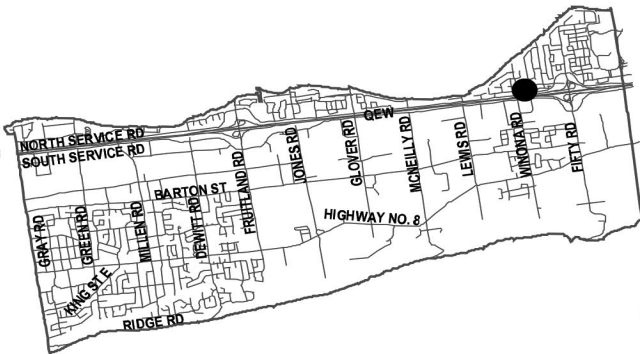 NORTH SERVICE RD
SOUTH SERVICE RD
QEW
BARTON ST
HIGHWAY NO. 8
GRAY RD
GREEN RD
MILLEN RD
DEWITT RD
FRUITLAND RD
JONES RD
GLOVER RD
MCNEILLY RD
LEWIS RD
WINONA RD
FIFTY RD
KING ST E
RIDGE RD